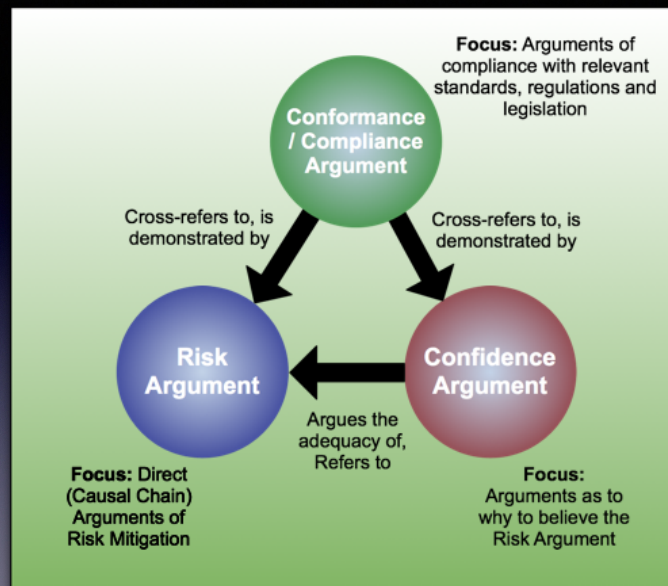 Focus: Arguments of
compliance with relevant
standards, regulations and
legislation
Conformance
/ Compliance
Argument
Cross-refers to, is
demonstrated by
Cross-refers to, is
demonstrated by
Risk
Argument
Confidence
Argument
Argues the
adequacy of,
Refers to
Focus: Direct
(Causal Chain)
Arguments of
Risk Mitigation
Focus:
Arguments as to
why to believe the
Risk Argument